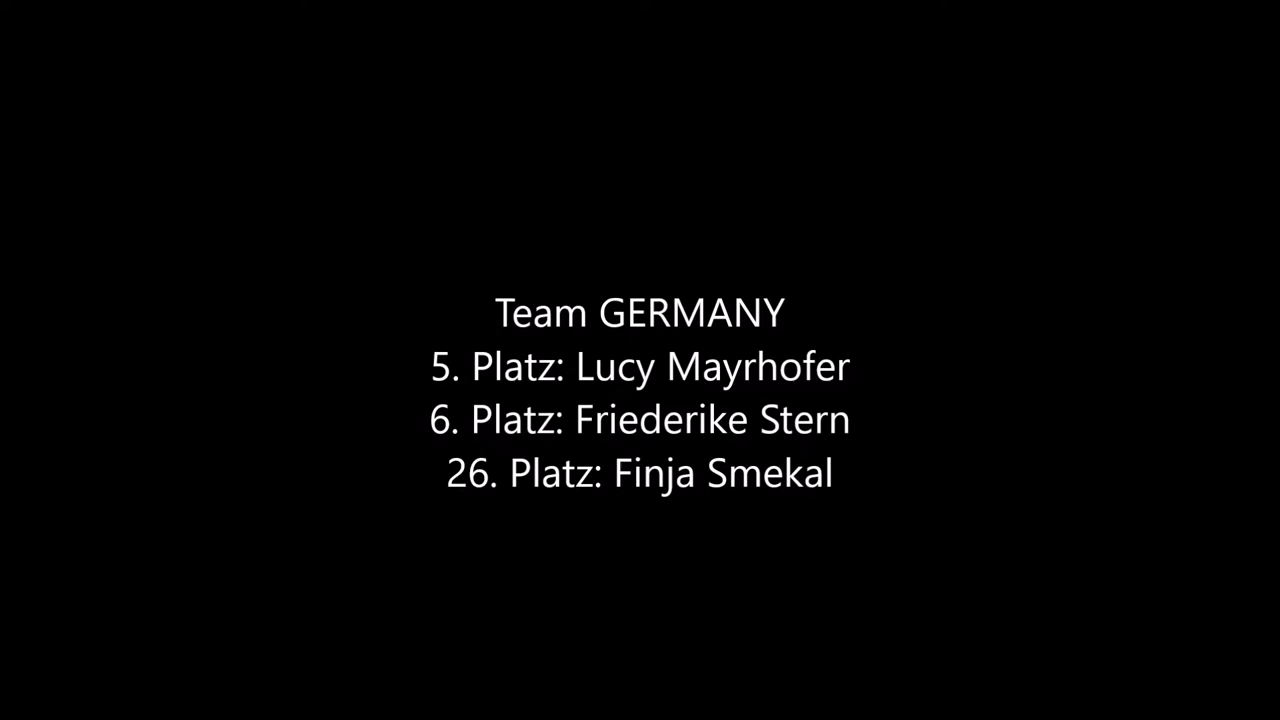 Team GERMANY
5. Platz: Lucy Mayrhofer
6. Platz: Friederike Stern
26. Platz: Finja Smekal